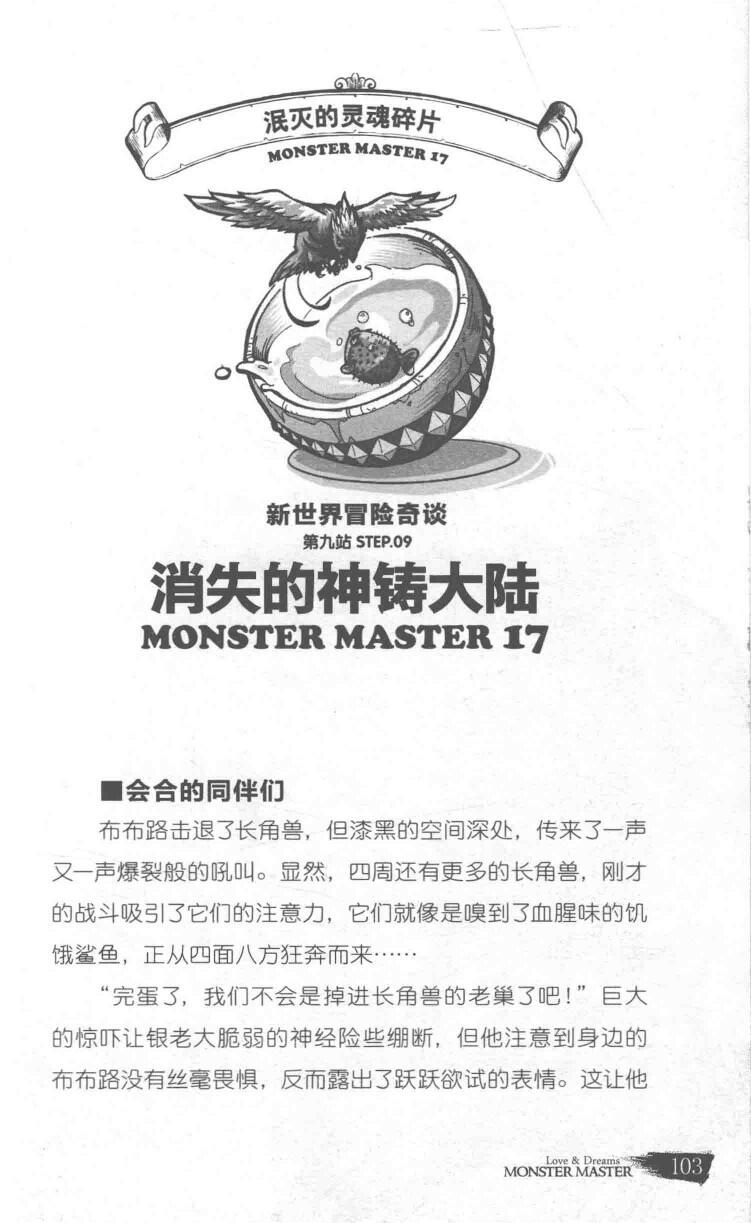 泯灭的灵魂碎片
MONSTER MASTER 17
新世界冒险奇谈
第九站 STEP.09
消失的神铸大陆
MONSTER MASTER 17
■会合的同伴们
布布路击退了长角兽，但漆黑的空间深处，传来了一声
又一声爆裂般的吼叫。显然，四周还有更多的长角兽，刚才
的战斗吸引了它们的注意力，它们就像是嗅到了血腥味的饥
饿鲨鱼，正从四面八方狂奔而来……
“完蛋了，我们不会是掉进长角兽的老巢了吧！”巨大
的惊吓让银老大脆弱的神经险些绷断，但他注意到身边的
布布路没有丝毫畏惧，反而露出了跃跃欲试的表情。这让他
Love & Dreams
MONSTER MASTER 103